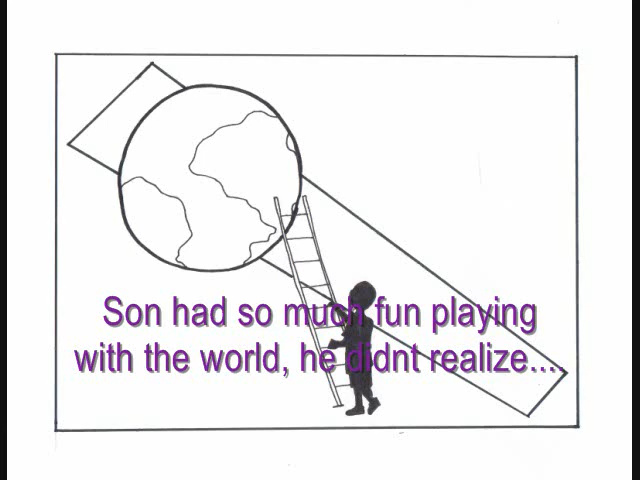 Son had so much fun playing
with the world, he didnt realize....